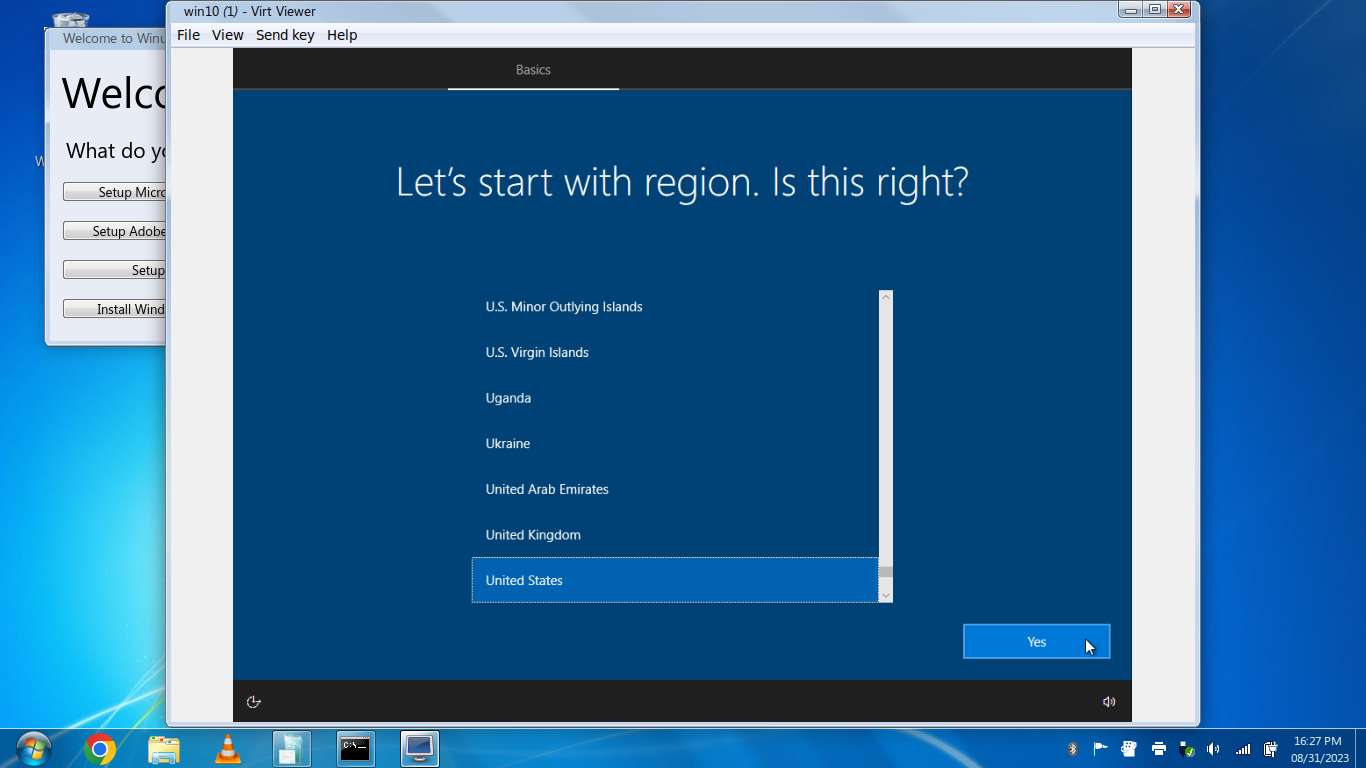 win10 (1) - Virt Viewer
File View Send key Help
Welcome to Winu
Welco
What do yo
Setup Micro
Setup Adobe
Setup
Install Wind
W
Basics
Let's start with region. Is this right?
U.S. Minor Outlying Islands
U.S. Virgin Islands
Uganda
Ukraine
United Arab Emirates
United Kingdom
United States
Yes
C:\
16:27 PM
08/31/2023